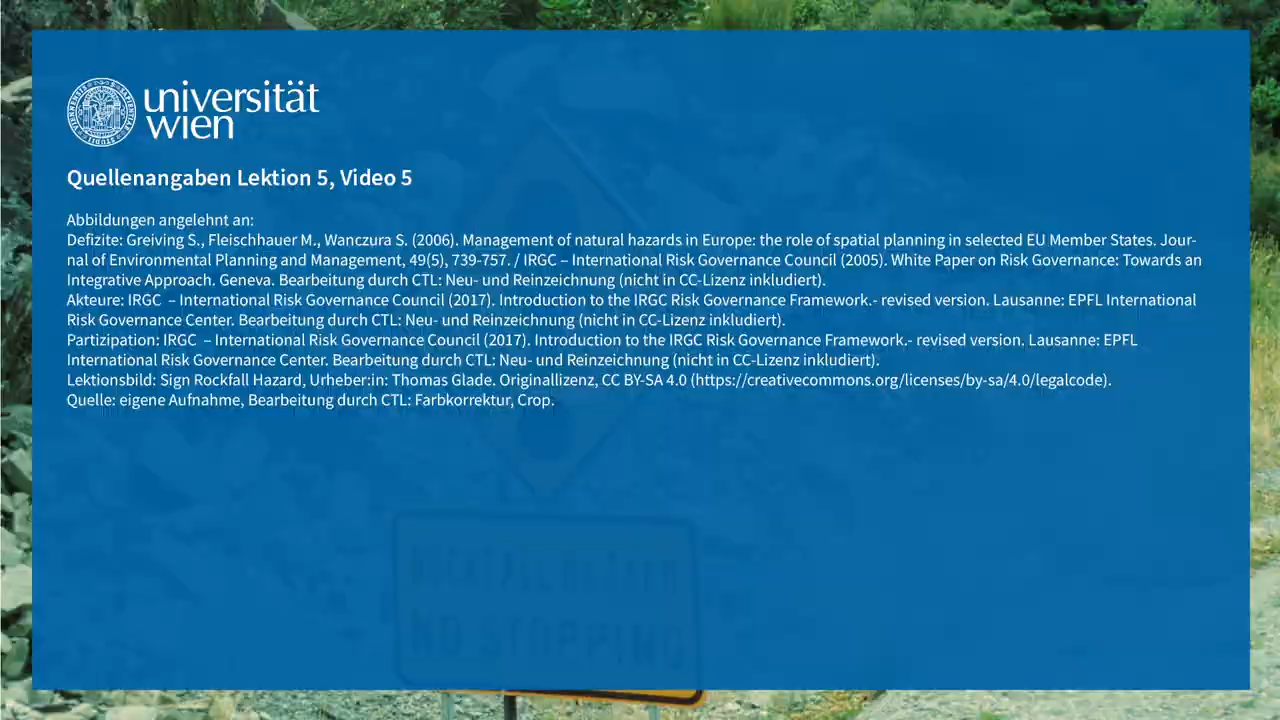 universität
wien
Quellenangaben Lektion 5, Video 5
Abbildungen angelehnt an:
Defizite: Greiving S., Fleischhauer M., Wanczura S. (2006). Management of natural hazards in Europe: the role of spatial planning in selected EU Member States. Jour-
nal of Environmental Planning and Management, 49(5), 739-757. / IRGC – International Risk Governance Council (2005). White Paper on Risk Governance: Towards an
Integrative Approach. Geneva. Bearbeitung durch CTL: Neu- und Reinzeichnung (nicht in CC-Lizenz inkludiert).
Akteure: IRGC – International Risk Governance Council (2017). Introduction to the IRGC Risk Governance Framework.- revised version. Lausanne: EPFL International
Risk Governance Center. Bearbeitung durch CTL: Neu- und Reinzeichnung (nicht in CC-Lizenz inkludiert).
Partizipation: IRGC – International Risk Governance Council (2017). Introduction to the IRGC Risk Governance Framework.- revised version. Lausanne: EPFL
International Risk Governance Center. Bearbeitung durch CTL: Neu- und Reinzeichnung (nicht in CC-Lizenz inkludiert).
Lektionsbild: Sign Rockfall Hazard, Urheber:in: Thomas Glade. Originallizenz, CC BY-SA 4.0 (https://creativecommons.org/licenses/by-sa/4.0/legalcode).
Quelle: eigene Aufnahme, Bearbeitung durch CTL: Farbkorrektur, Crop.
NO STOPPING